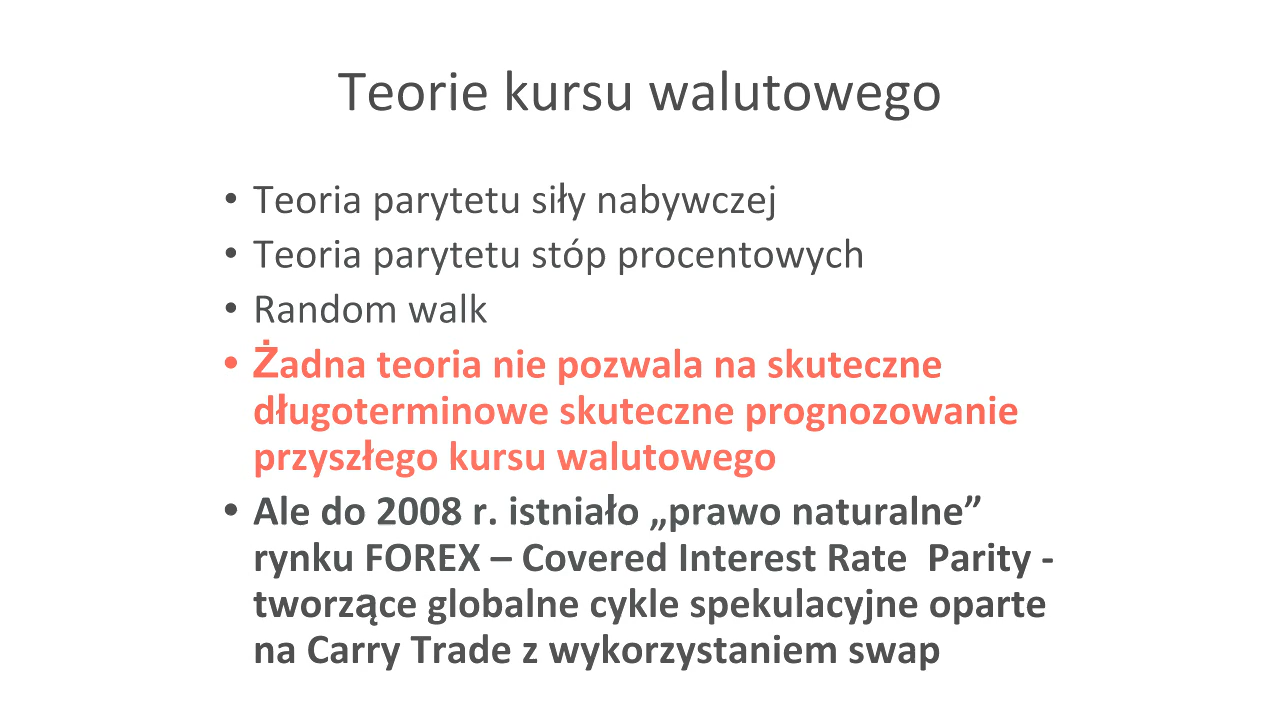 Teorie kursu walutowego
• Teoria parytetu siły nabywczej
• Teoria parytetu stóp procentowych
• Random walk
• Żadna teoria nie pozwala na skuteczne
długoterminowe skuteczne prognozowanie
przyszłego kursu walutowego
• Ale do 2008 r. istniało „prawo naturalne”
rynku FOREX – Covered Interest Rate  Parity -
tworzące globalne cykle spekulacyjne oparte
na Carry Trade z wykorzystaniem swap